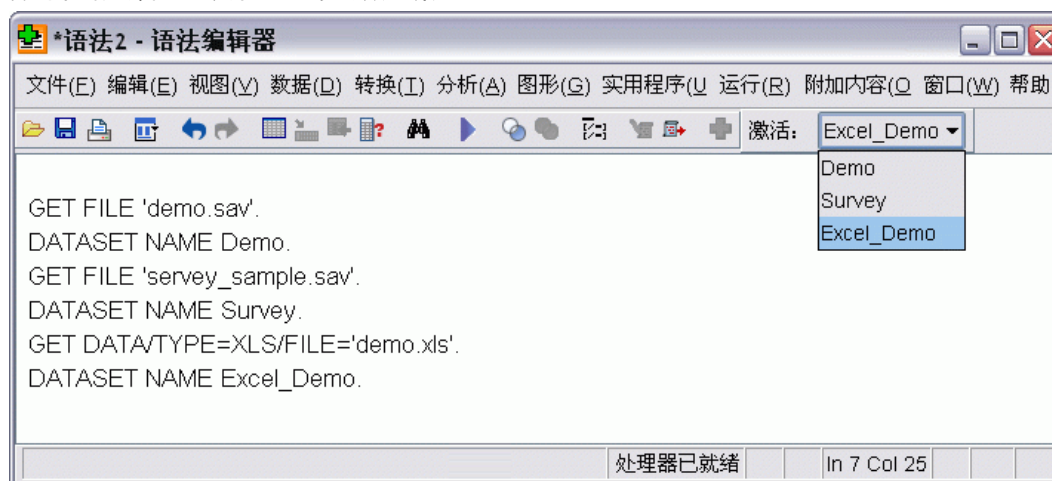 *语法2 - 语法编辑器
文件(F) 编辑(E) 视图(V) 数据(D) 转换(T) 分析(A) 图形(G) 实用程序(U 运行(R) 附加内容(O 窗口(W) 帮助
激活: Excel_Demo
Demo
Survey
Excel_Demo
GET FILE 'demo.sav'.
DATASET NAME Demo.
GET FILE 'servey_sample.sav'.
DATASET NAME Survey.
GET DATA/TYPE=XLS/FILE='demo.xls'.
DATASET NAME Excel_Demo.
处理器已就绪 In 7 Col 25